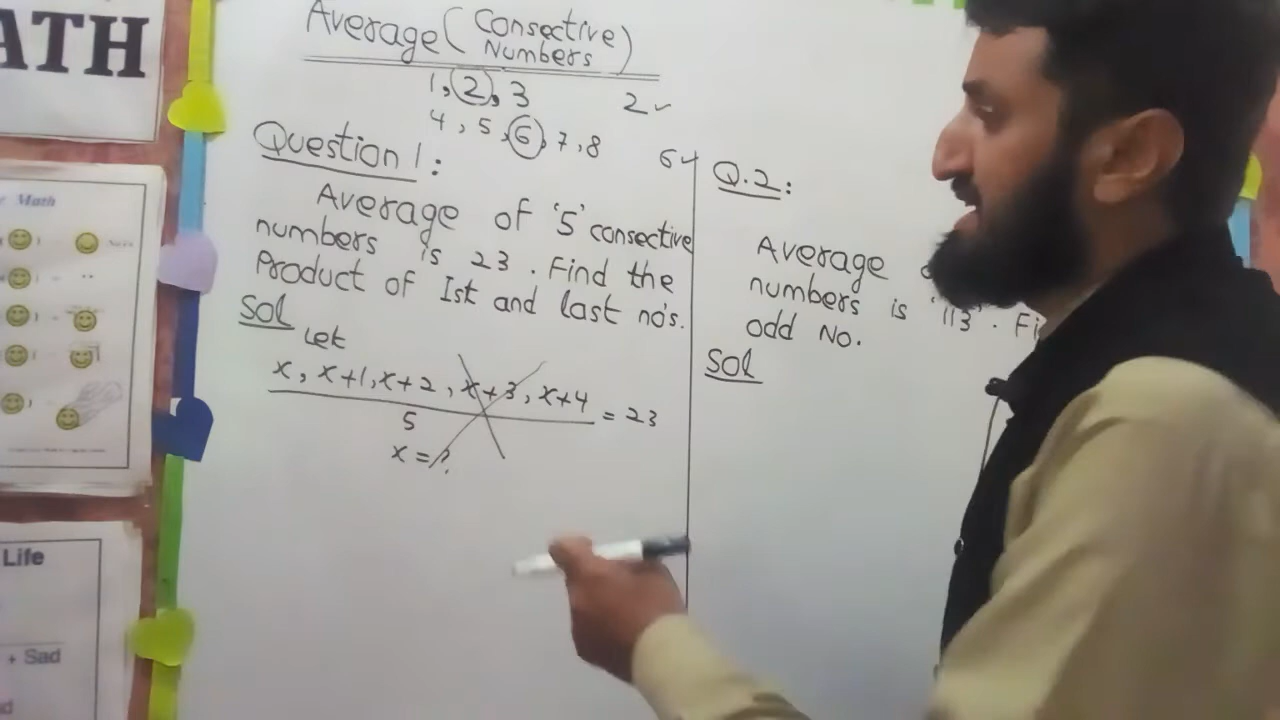 ATH
Math
Life
+ Sad
Average (Consective
Numbers)
1, 2, 3 2
4, 5, 6, 7, 8 6
Question 1:
Average of '5' consective
numbers is 23. Find the
Product of Ist and last no's.
Sol
Let
x, x+1, x+2, x+3, x+4 = 23
5
x = ?
Q.2:
Average
numbers is '113'. Fi
odd No.
Sol